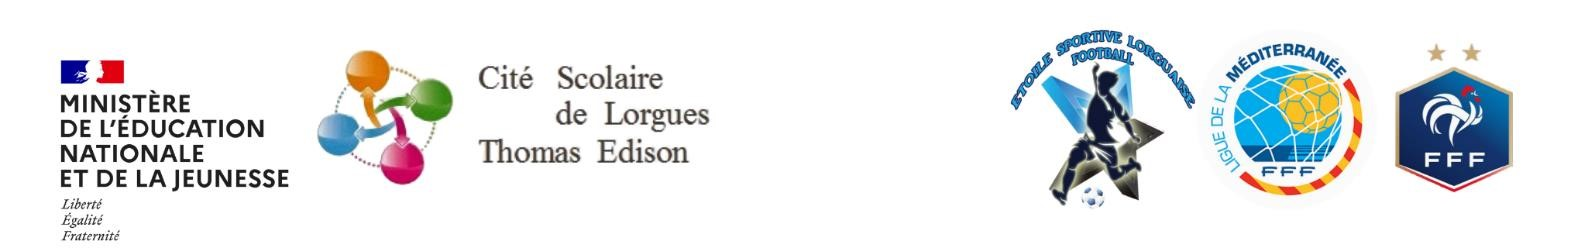 MINISTÈRE
DE L'ÉDUCATION
NATIONALE
ET DE LA JEUNESSE
Liberté
Égalité
Fraternité
Cité Scolaire
de Lorgues
Thomas Edison
ETOILE SPORTIVE LORGUAISE
FOOTBALL
LIGUE DE LA MÉDITERRANÉE
FFF
FFF